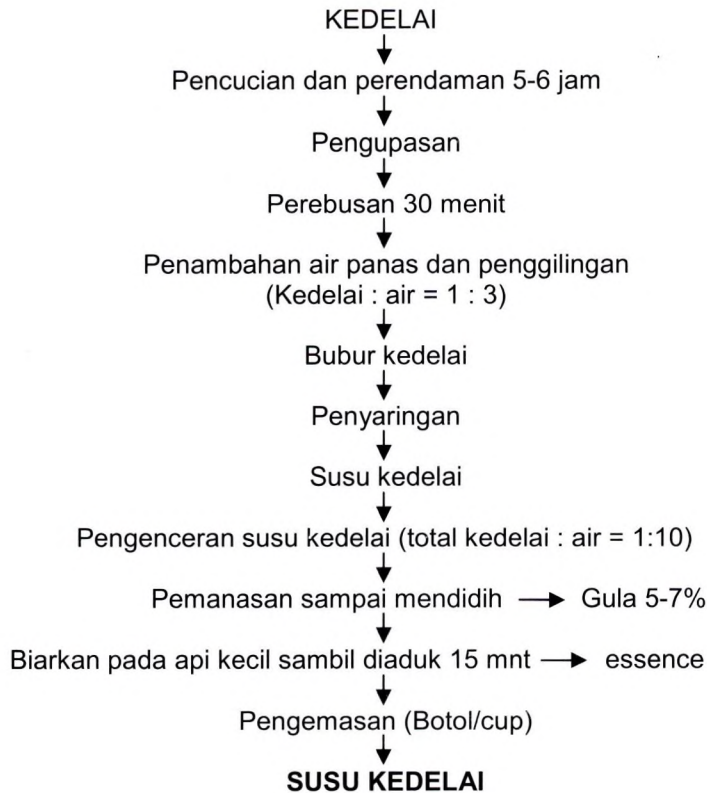 KEDELAI
Pencucian dan perendaman 5-6 jam
Pengupasan
Perebusan 30 menit
Penambahan air panas dan penggilingan
(Kedelai : air = 1 : 3)
Bubur kedelai
Penyaringan
Susu kedelai
Pengenceran susu kedelai (total kedelai : air = 1:10)
Pemanasan sampai mendidih → Gula 5-7%
Biarkan pada api kecil sambil diaduk 15 mnt → essence
Pengemasan (Botol/cup)
SUSU KEDELAI